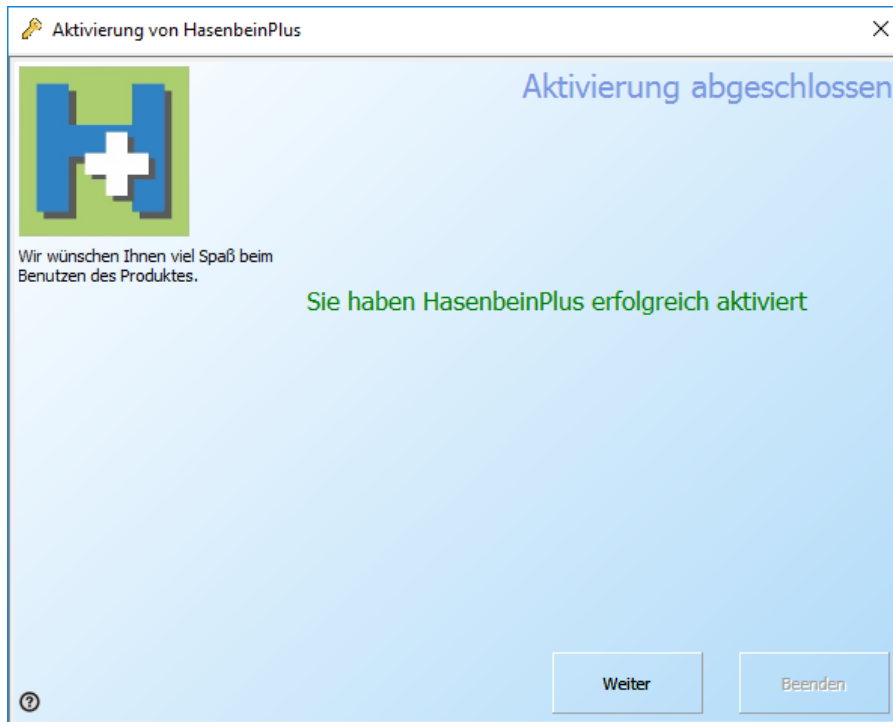 Aktivierung von HasenbeinPlus
Aktivierung abgeschlossen
H+
Wir wünschen Ihnen viel Spaß beim
Benutzen des Produktes.
Sie haben HasenbeinPlus erfolgreich aktiviert
Weiter
Beenden
?